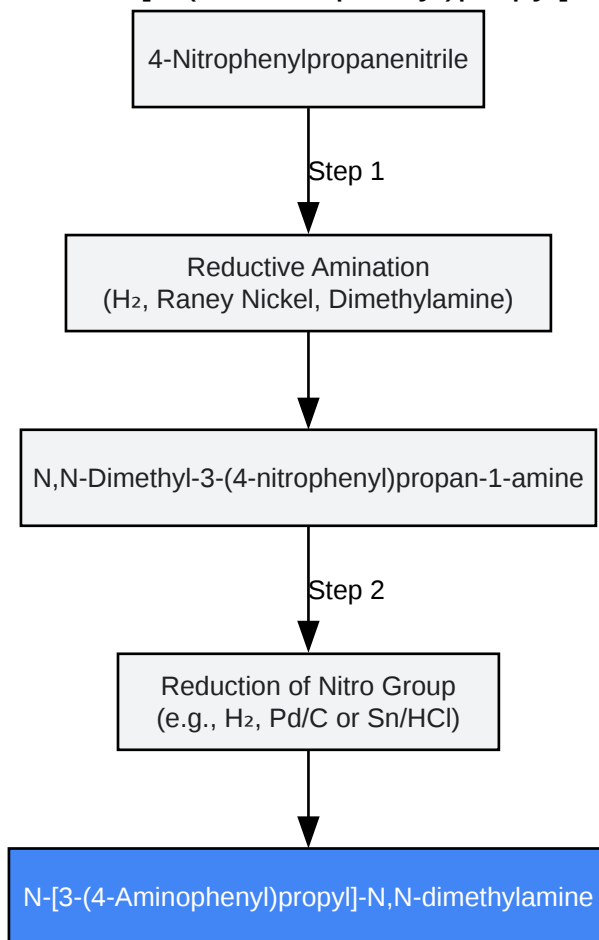 4-Nitrophenylpropanenitrile
Step 1
Reductive Amination
(H₂, Raney Nickel, Dimethylamine)
N,N-Dimethyl-3-(4-nitrophenyl)propan-1-amine
Step 2
Reduction of Nitro Group
(e.g., H₂, Pd/C or Sn/HCl)
N-[3-(4-Aminophenyl)propyl]-N,N-dimethylamine